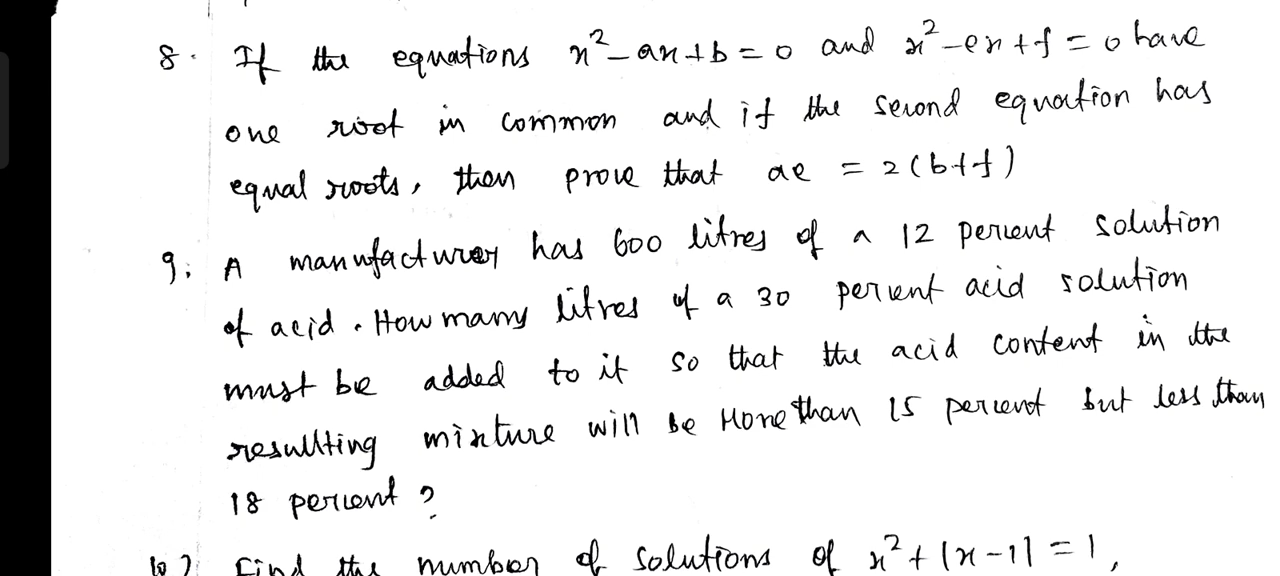 8. If the equations x²-ax+b=0 and x²-ex+f=0 have
one root in common and if the second equation has
equal roots, then prove that ae = 2(b+f)
9. A manufacturer has 600 litres of a 12 percent solution
of acid. How many litres of a 30 percent acid solution
must be added to it so that the acid content in the
resulting mixture will be More than 15 percent but less than
18 percent?
10) Find the number of solutions of x²+|x-1|=1,